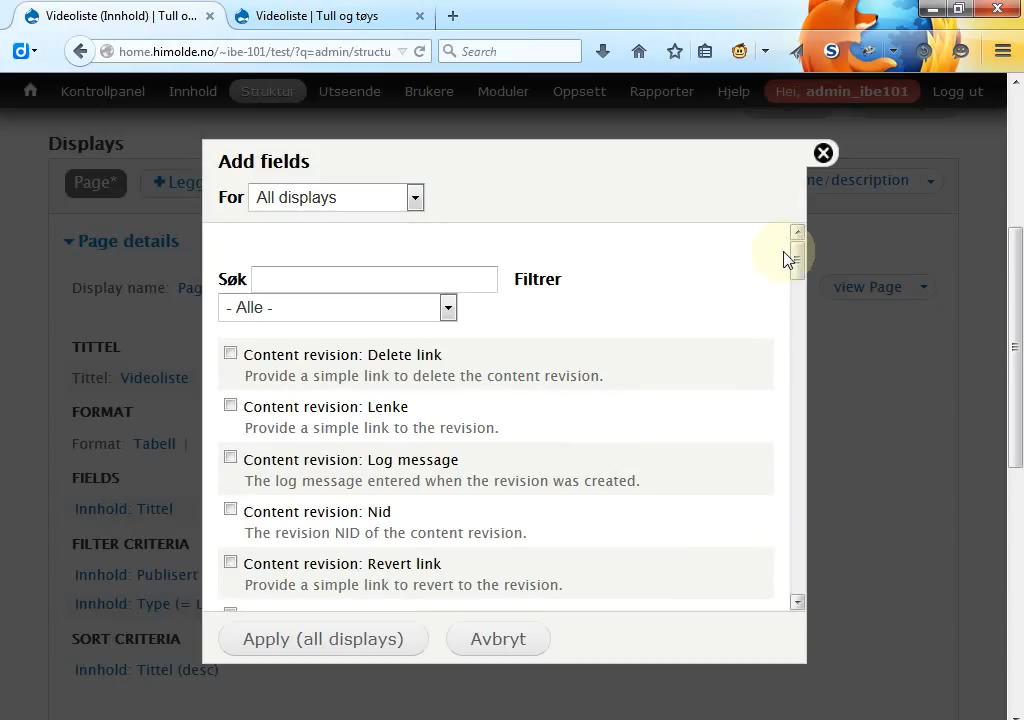 Videoliste (Innhold) | Tull o...
Videoliste | Tull og tøys
home.himolde.no/~ibe-101/test/?q=admin/structu
Search
Kontrollpanel
Innhold
Struktur
Utseende
Brukere
Moduler
Oppsett
Rapporter
Hjelp
Hei, admin_ibe101
Logg ut
Displays
Page*
Legg
me/description
Page details
Display name: Pag
view Page
TITTEL
Tittel: Videoliste
FORMAT
Format: Tabell |
FIELDS
Innhold: Tittel
FILTER CRITERIA
Innhold: Publisert
Innhold: Type (=
SORT CRITERIA
Innhold: Tittel (desc)
Add fields
For All displays
Søk
Filtrer
- Alle -
Content revision: Delete link
Provide a simple link to delete the content revision.
Content revision: Lenke
Provide a simple link to the revision.
Content revision: Log message
The log message entered when the revision was created.
Content revision: Nid
The revision NID of the content revision.
Content revision: Revert link
Provide a simple link to revert to the revision.
Apply (all displays)
Avbryt